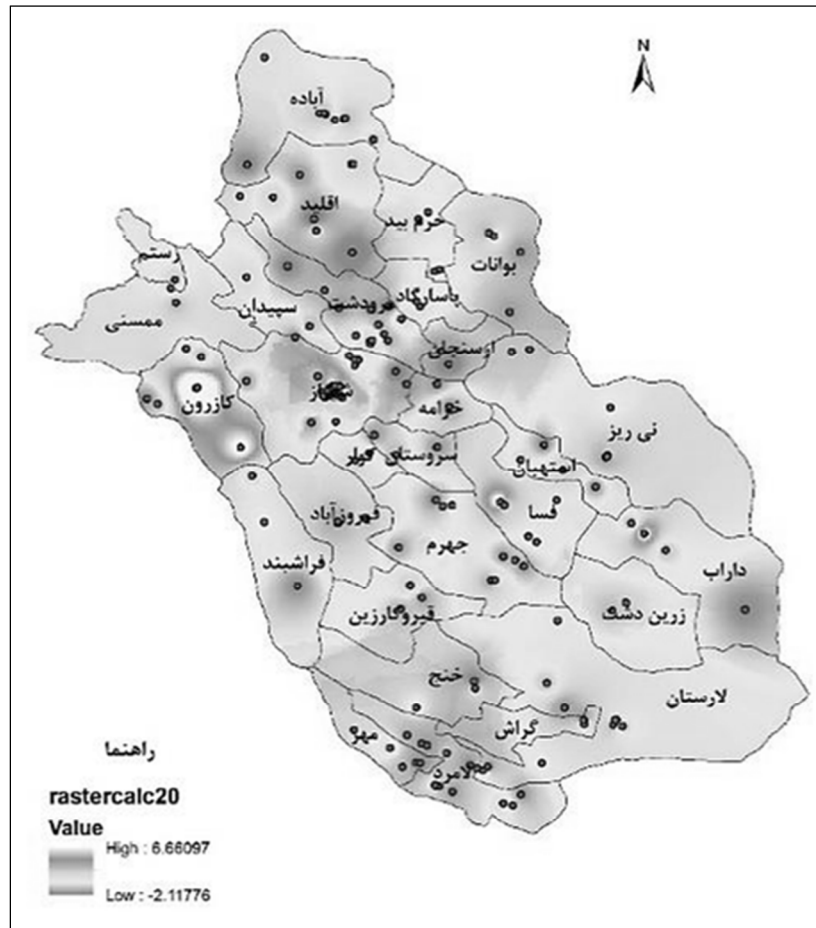 N
آباده
اقلید
خرم بید
بوانات
رستم
ممسنی
سپیدان
مرودشت
پاسارگاد
ارسنجان
شیراز
کازرون
خرامه
نی ریز
سروستان
کوار
استهبان
فسا
فیروزآباد
جهرم
داراب
فراشبند
زرین دشت
قیروکارزین
خنج
لارستان
گراش
مهر
لامرد
راهنما
rastercalc20
Value
High : 6.66097
Low : -2.11776